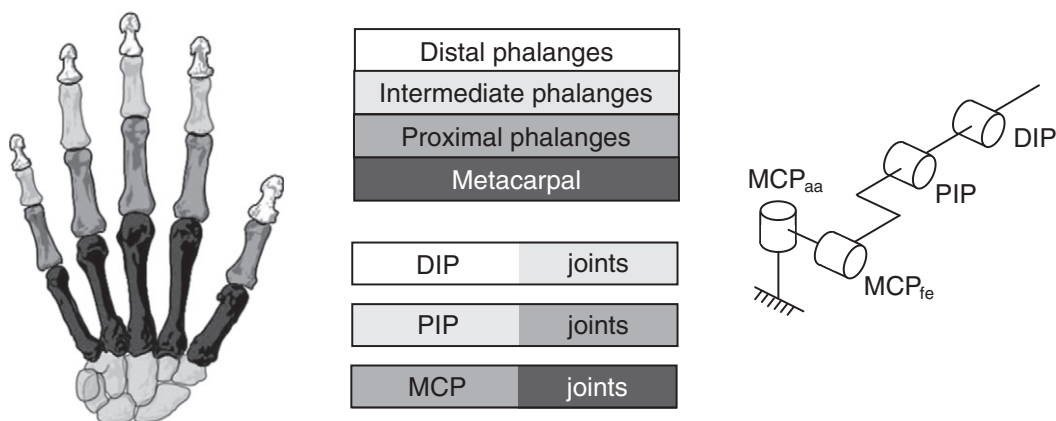 Distal phalanges
Intermediate phalanges
Proximal phalanges
Metacarpal
DIP joints
PIP joints
MCP joints
DIP
PIP
MCPaa
MCPfe